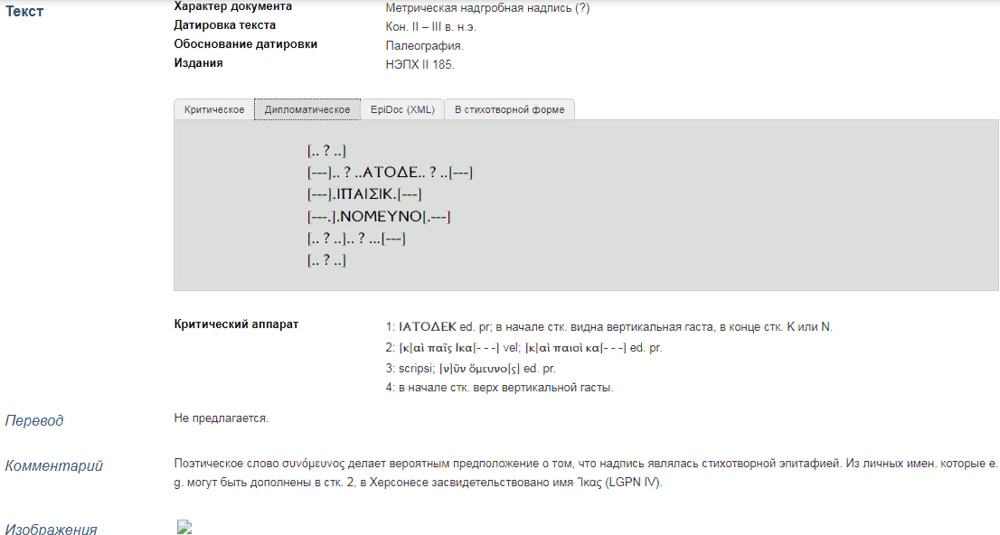 Текст
Характер документа Метрическая надгробная надпись (?)
Датировка текста Кон. II – III в. н.э.
Обоснование датировки Палеография.
Издания НЭПХ II 185.
Критическое Дипломатическое EpiDoc (XML) В стихотворной форме
[.. ? ..]
[---].. ? ..ΑΤΟΔΕ.. ? ..[---]
[---].ΙΠΑΙΣΙΚ.[---]
[---.].ΝΟΜΕΥΝΟ[.---]
[.. ? ..].. ? ...[---]
[.. ? ..]
Критический аппарат 1: ΙΑΤΟΔΕΚ ed. pr; в начале стк. видна вертикальная гаста, в конце стк. K или N.
2: [κ]αὶ παῖς Ικα[- - -] vel; [κ]αὶ παισὶ κα[- - -] ed. pr.
3: scripsi; [ν]ῦν ὅμευνο[ς] ed. pr.
4: в начале стк. верх вертикальной гасты.
Перевод Не предлагается.
Комментарий Поэтическое слово συνόμευνος делает вероятным предположение о том, что надпись являлась стихотворной эпитафией. Из личных имен, которые e.
g. могут быть дополнены в стк. 2, в Херсонесе засвидетельствовано имя Ἴκας (LGPN IV).
Изображения